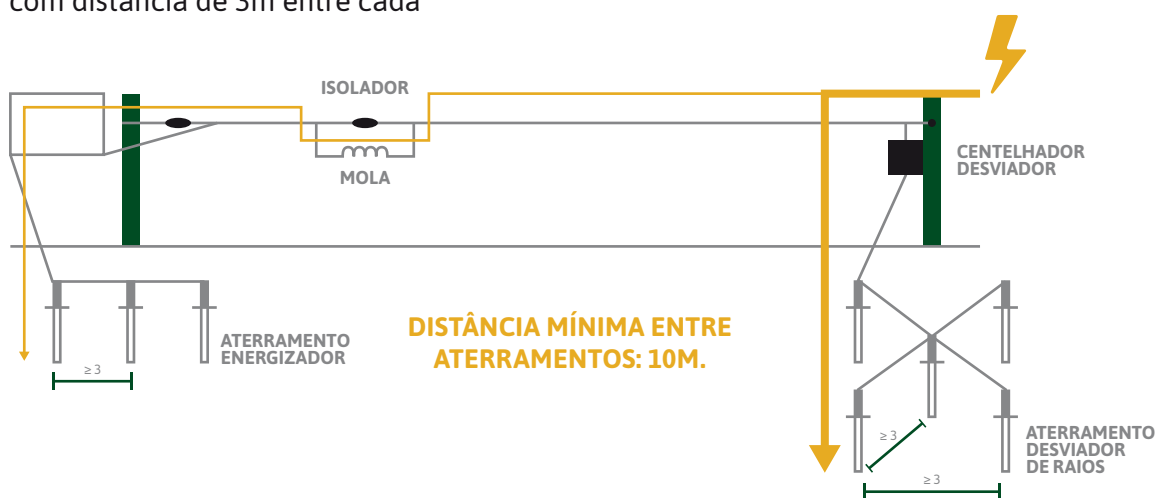 com distância de 3m entre cada
ISOLADOR
MOLA
CENTELHADOR
DESVIADOR
ATERRAMENTO
ENERGIZADOR
≥ 3
DISTÂNCIA MÍNIMA ENTRE
ATERRAMENTOS: 10M.
≥ 3
≥ 3
ATERRAMENTO
DESVIADOR
DE RAIOS